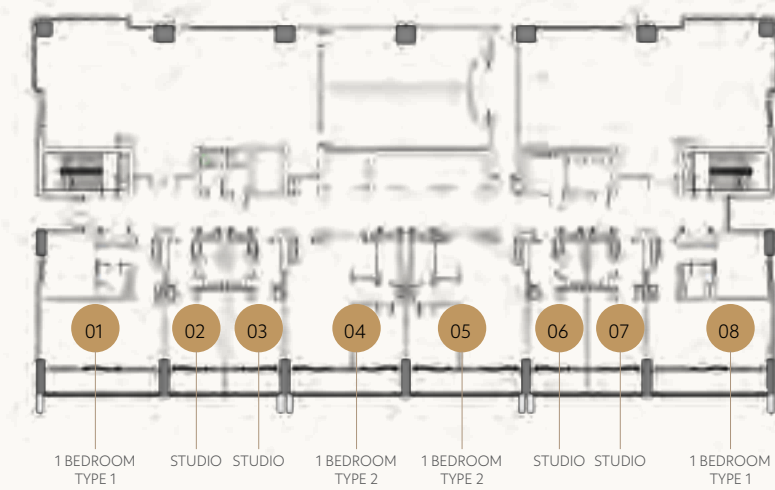 01 02 03 04 05 06 07 08
1 BEDROOM STUDIO STUDIO 1 BEDROOM 1 BEDROOM STUDIO STUDIO 1 BEDROOM
TYPE 1 TYPE 2 TYPE 2 TYPE 1